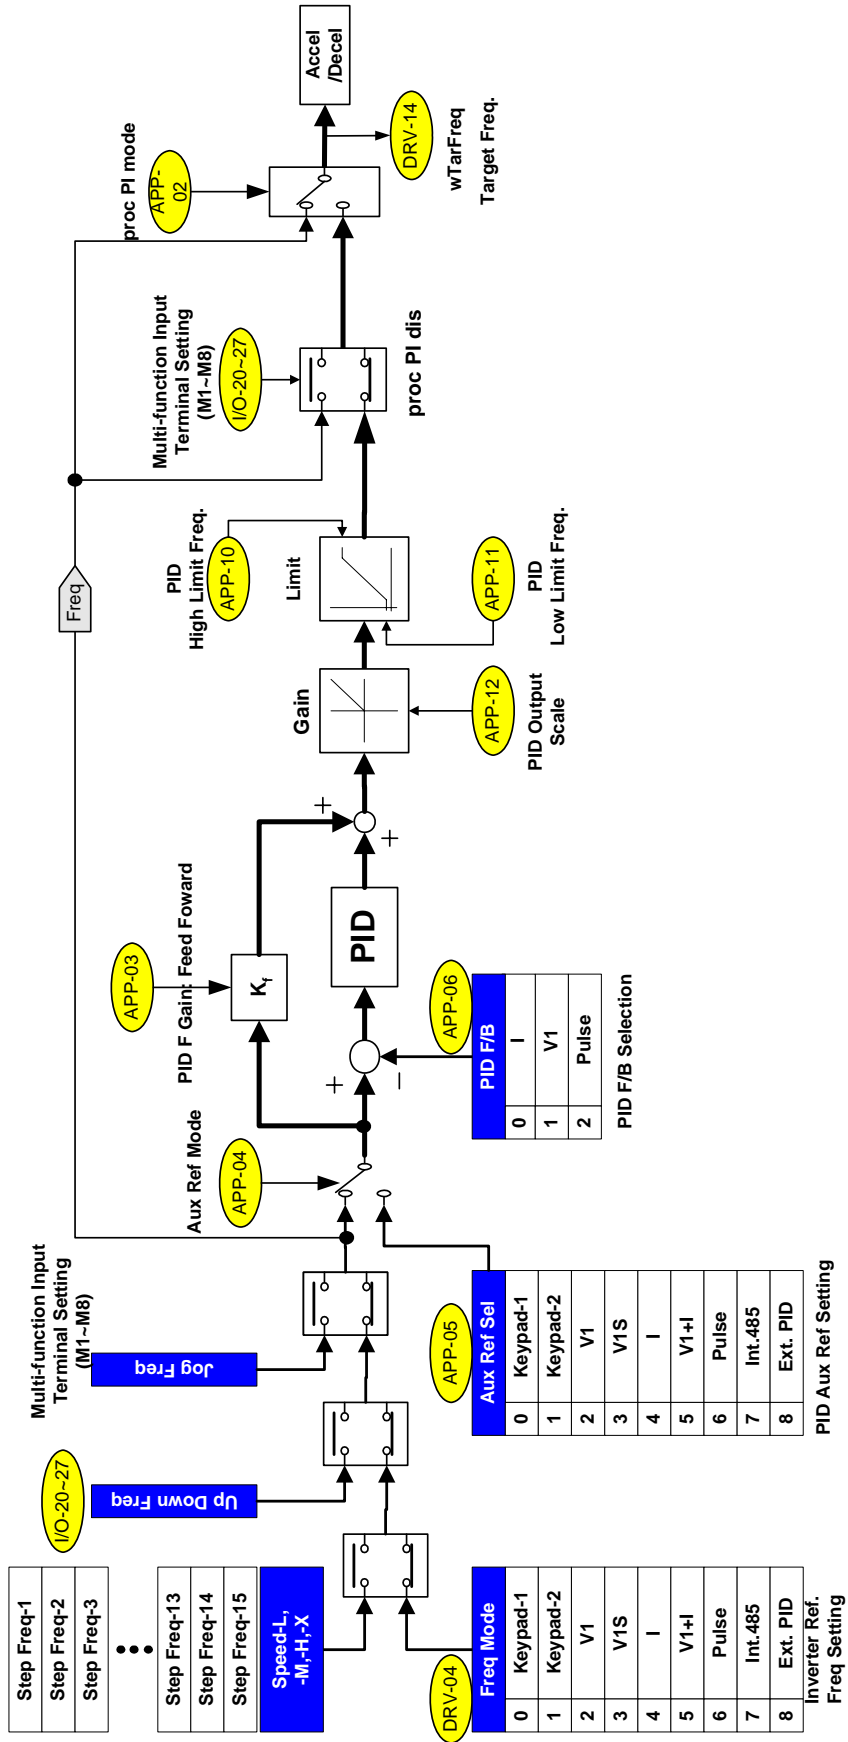 Step Freq-1
Step Freq-2
Step Freq-3
Step Freq-13
Step Freq-14
Step Freq-15
Speed-L,
-M,-H,-X
DRV-04
Freq Mode
0 Keypad-1
1 Keypad-2
2 V1
3 V1S
4 I
5 V1+I
6 Pulse
7 Int.485
8 Ext. PID
Inverter Ref.
Freq Setting
I/O-20~27
Up Down Freq
Multi-function Input
Terminal Setting
(M1~M8)
Jog Freq
APP-05
Aux Ref Sel
0 Keypad-1
1 Keypad-2
2 V1
3 V1S
4 I
5 V1+I
6 Pulse
7 Int.485
8 Ext. PID
PID Aux Ref Setting
Aux Ref Mode
APP-04
+
−
APP-06
PID F/B
0 I
1 V1
2 Pulse
PID F/B Selection
APP-03
PID F Gain: Feed Foward
Kf
PID
+
+
Gain
APP-12
PID Output
Scale
Freq
PID
High Limit Freq.
APP-10
Limit
APP-11
PID
Low Limit Freq.
Multi-function Input
Terminal Setting
(M1~M8)
I/O-20~27
proc PI dis
proc PI mode
APP-
02
DRV-14
wTarFreq
Target Freq.
Accel
/Decel